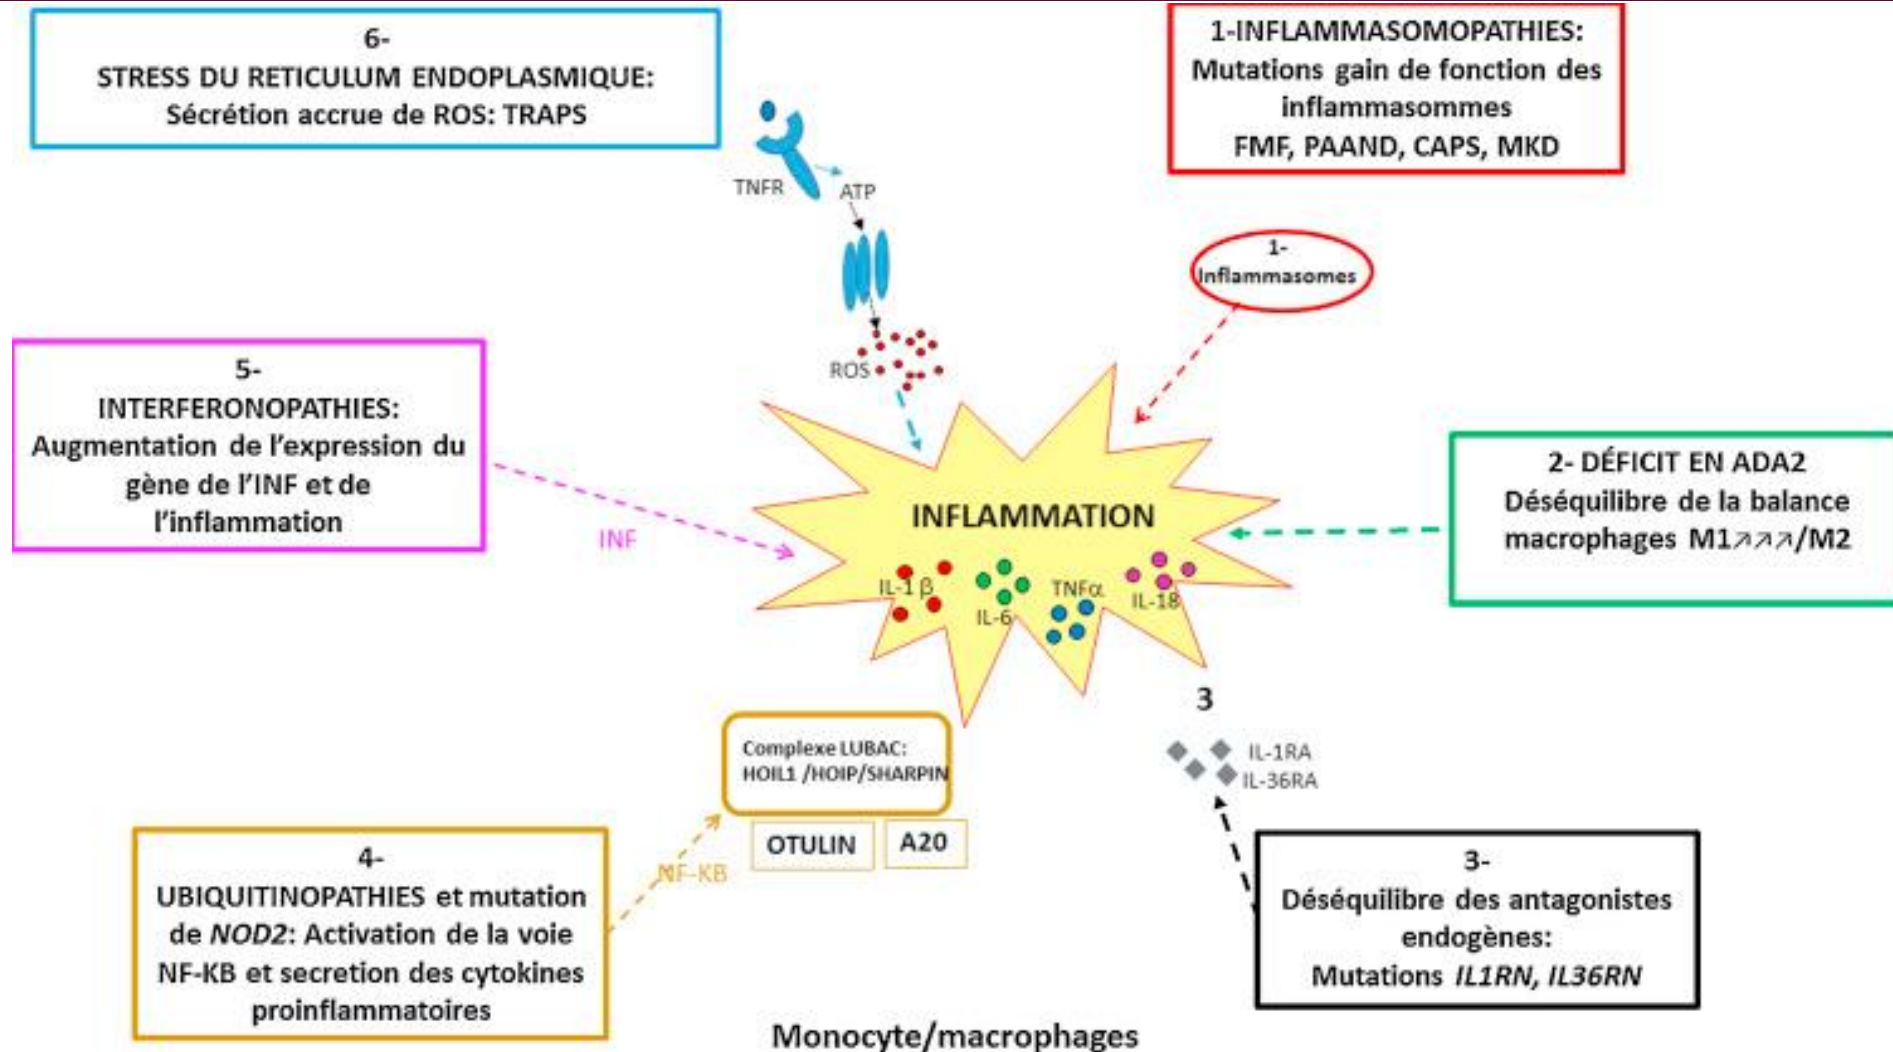 6-
STRESS DU RETICULUM ENDOPLASMIQUE:
Sécrétion accrue de ROS: TRAPS
1-INFLAMMASOMOPATHIES:
Mutations gain de fonction des
inflammasommes
FMF, PAAND, CAPS, MKD
TNFR
ATP
ROS
1-
Inflammasomes
5-
INTERFERONOPATHIES:
Augmentation de l'expression du
gène de l'INF et de
l'inflammation
INF
INFLAMMATION
IL-1 β
IL-6
TNFα
IL-18
2- DÉFICIT EN ADA2
Déséquilibre de la balance
macrophages M1↗↗↗/M2
3
IL-1RA
IL-36RA
Complexe LUBAC:
HOIL1 /HOIP/SHARPIN
OTULIN
A20
NF-KB
4-
UBIQUITINOPATHIES et mutation
de NOD2: Activation de la voie
NF-KB et secretion des cytokines
proinflammatoires
3-
Déséquilibre des antagonistes
endogènes:
Mutations IL1RN, IL36RN
Monocyte/macrophages